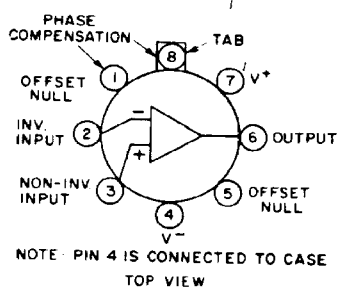 PHASE
COMPENSATION
TAB
8
1
OFFSET
NULL
7
V+
INV.
INPUT
2
-
+
6
OUTPUT
NON-INV
INPUT
3
5
OFFSET
NULL
4
V-
NOTE: PIN 4 IS CONNECTED TO CASE
TOP VIEW